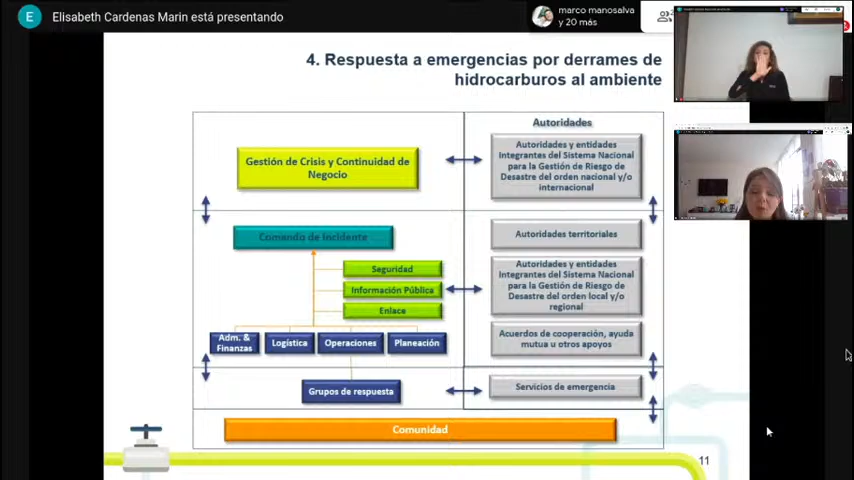 E Elisabeth Cardenas Marin está presentando
marco manosalva
y 20 más
4. Respuesta a emergencias por derrames de
hidrocarburos al ambiente
Autoridades
Gestión de Crisis y Continuidad de
Negocio
Autoridades y entidades
Integrantes del Sistema Nacional
para la Gestión de Riesgo de
Desastre del orden nacional y/o
internacional
Comando de Incidente
Autoridades territoriales
Seguridad
Información Pública
Enlace
Autoridades y entidades
Integrantes del Sistema Nacional
para la Gestión de Riesgo de
Desastre del orden local y/o
regional
Adm. &
Finanzas
Logística
Operaciones
Planeación
Acuerdos de cooperación, ayuda
mutua u otros apoyos
Grupos de respuesta
Servicios de emergencia
Comunidad
11